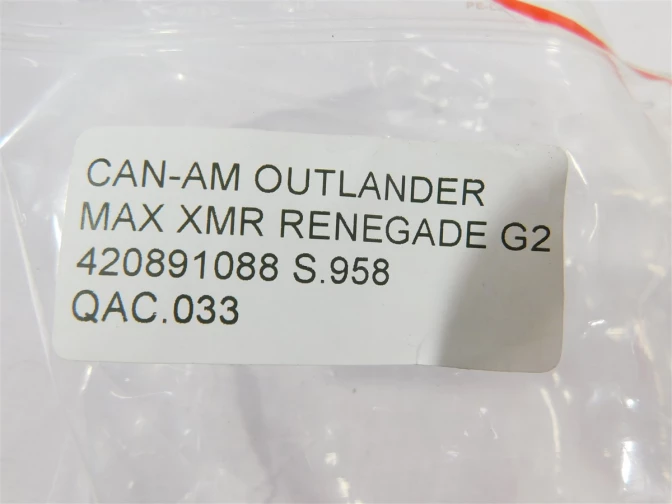 CAN-AM OUTLANDER
MAX XMR RENEGADE G2
420891088 S.958
QAC.033